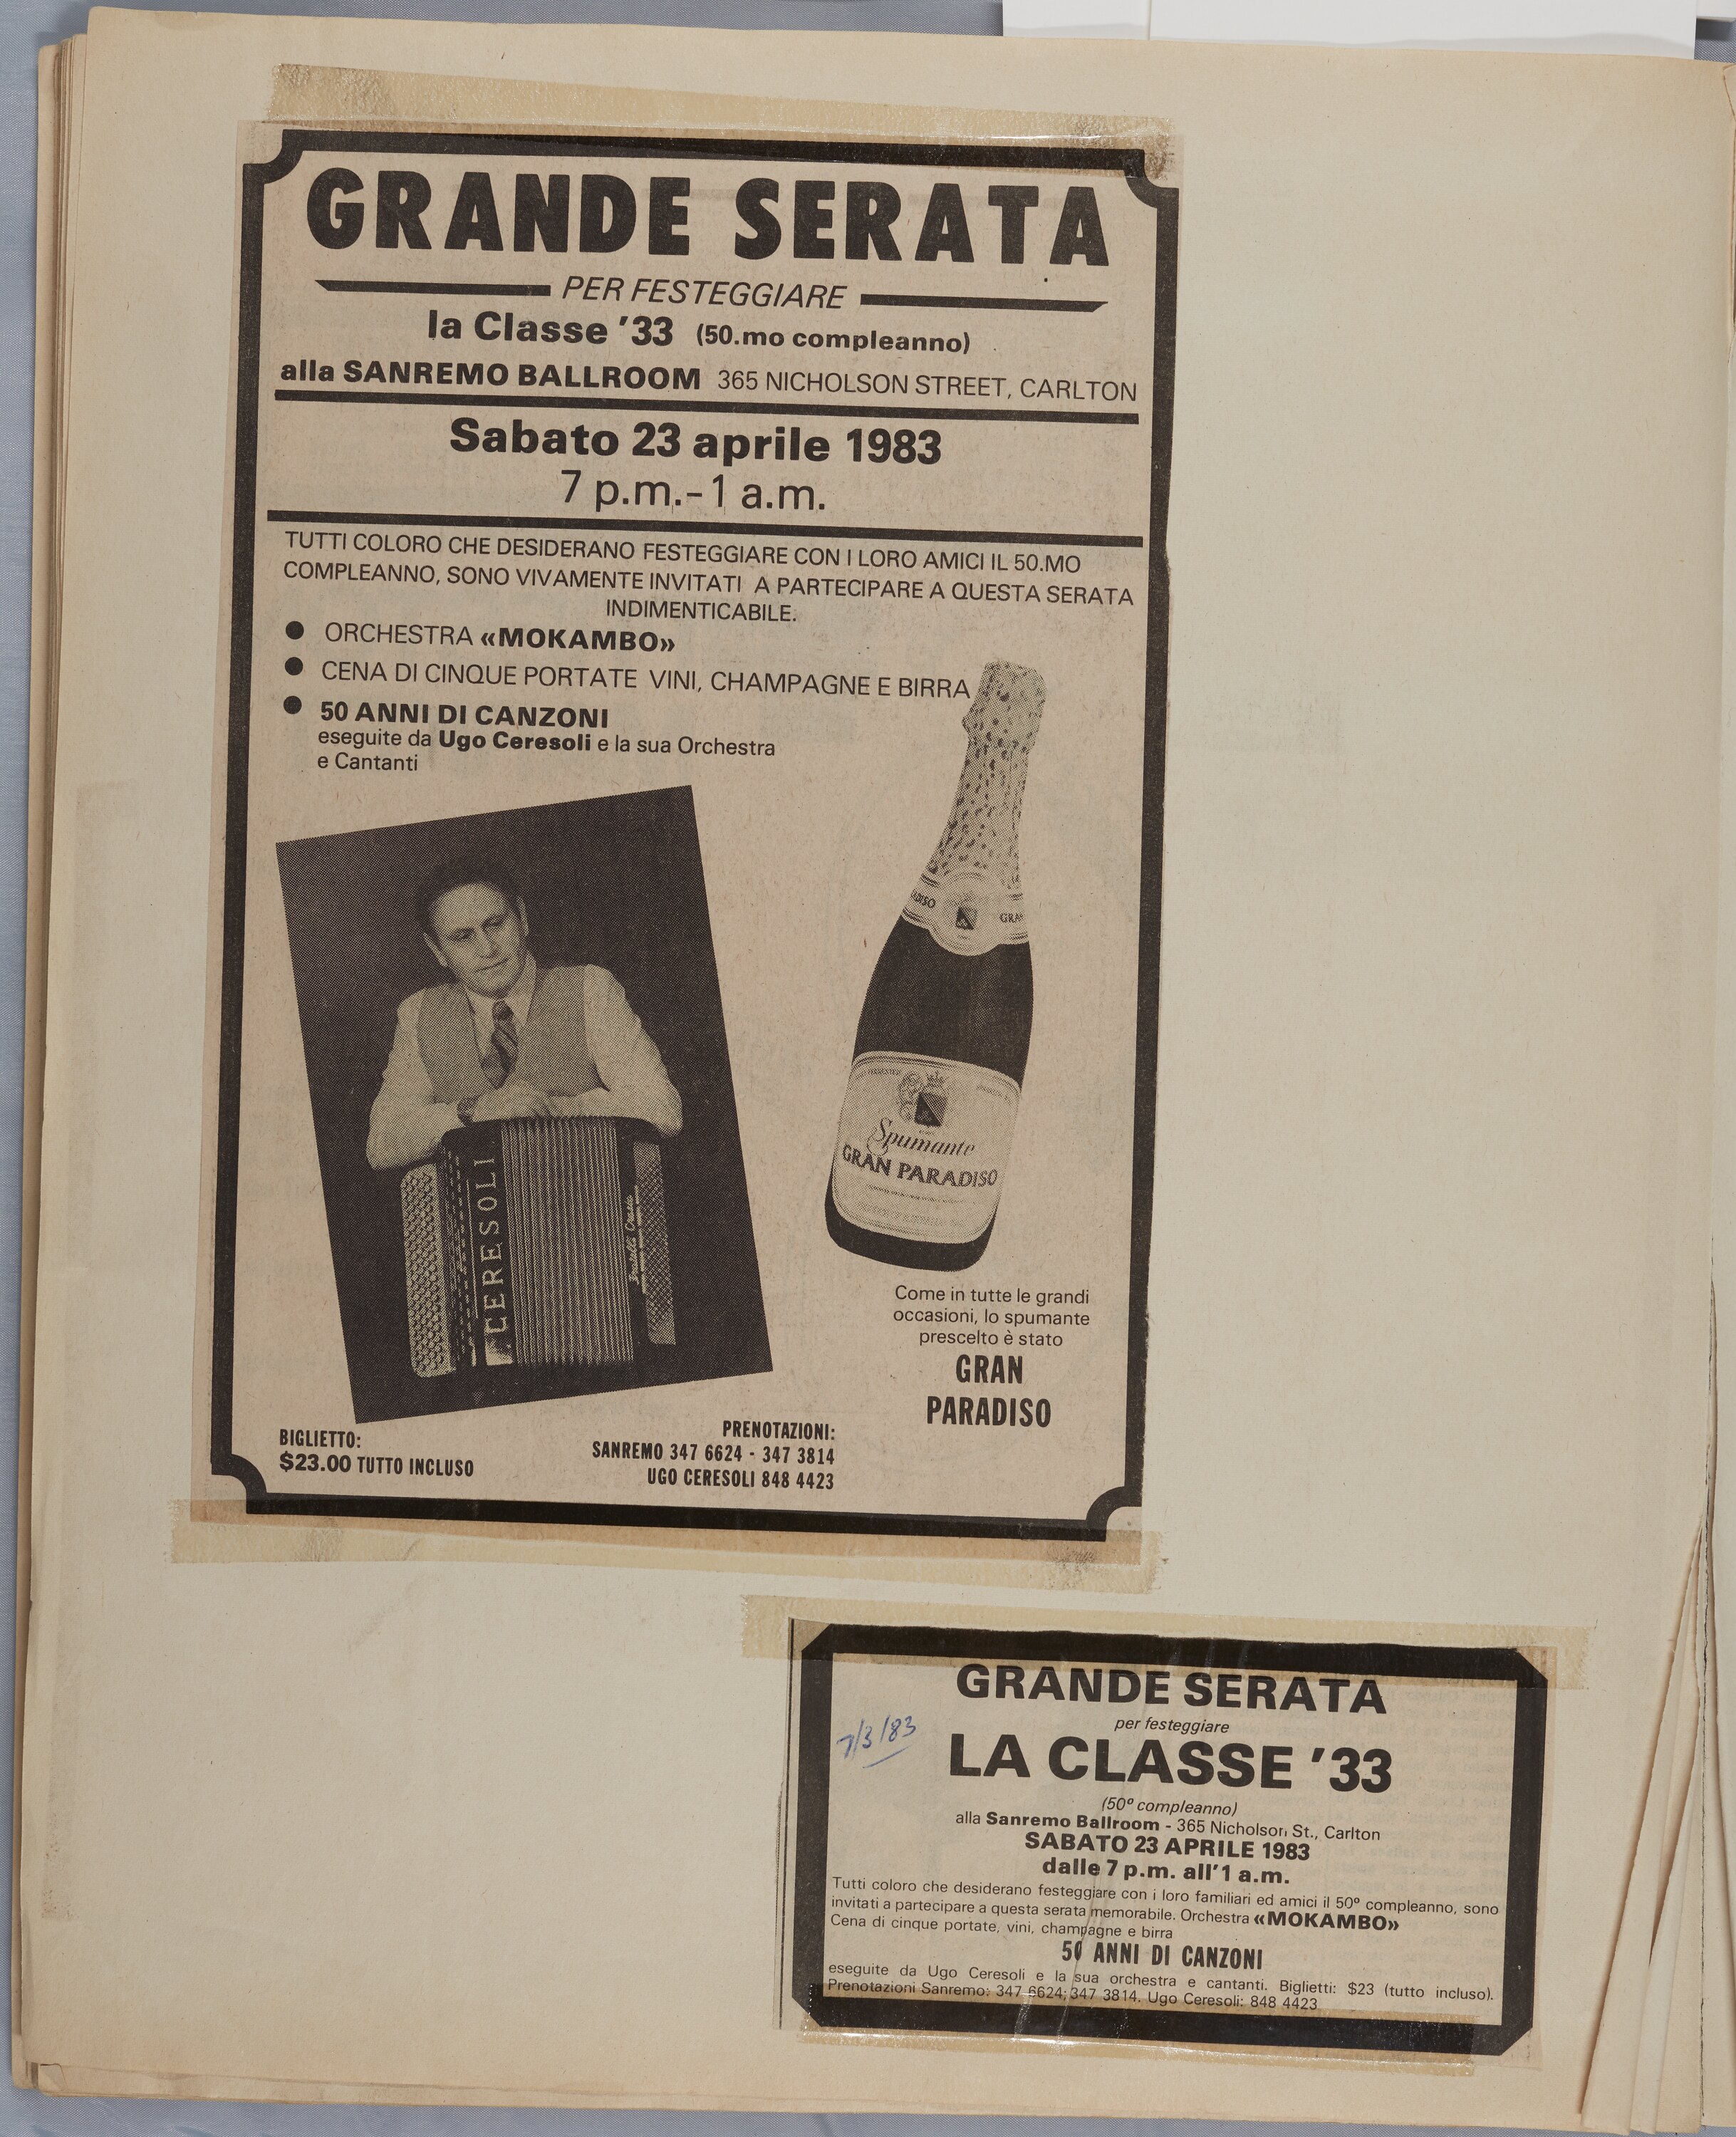 GRANDE SERATA
PER FESTEGGIARE
la Classe '33 (50.mo compleanno)
alla SANREMO BALLROOM 365 NICHOLSON STREET, CARLTON
Sabato 23 aprile 1983
7 p.m.-1 a.m.
TUTTI COLORO CHE DESIDERANO FESTEGGIARE CON I LORO AMICI IL 50.MO
COMPLEANNO, SONO VIVAMENTE INVITATI A PARTECIPARE A QUESTA SERATA
INDIMENTICABILE.
● ORCHESTRA «MOKAMBO»
● CENA DI CINQUE PORTATE VINI, CHAMPAGNE E BIRRA
● 50 ANNI DI CANZONI
eseguite da Ugo Ceresoli e la sua Orchestra
e Cantanti
CERESOLI
ADISO GRAN
Spumante
GRAN PARADISO
Come in tutte le grandi
occasioni, lo spumante
prescelto è stato
GRAN
PARADISO
BIGLIETTO:
$23.00 TUTTO INCLUSO
PRENOTAZIONI:
SANREMO 347 6624 - 347 3814
UGO CERESOLI 848 4423
GRANDE SERATA
per festeggiare
7/3/83
LA CLASSE '33
(50º compleanno)
alla Sanremo Ballroom - 365 Nicholson St., Carlton
SABATO 23 APRILE 1983
dalle 7 p.m. all'1 a.m.
Tutti coloro che desiderano festeggiare con i loro familiari ed amici il 50º compleanno, sono
invitati a partecipare a questa serata memorabile. Orchestra «MOKAMBO»
Cena di cinque portate, vini, champagne e birra
50 ANNI DI CANZONI
eseguite da Ugo Ceresoli e la sua orchestra e cantanti. Biglietti: $23 (tutto incluso).
Prenotazioni Sanremo: 347 6624; 347 3814. Ugo Ceresoli: 848 4423